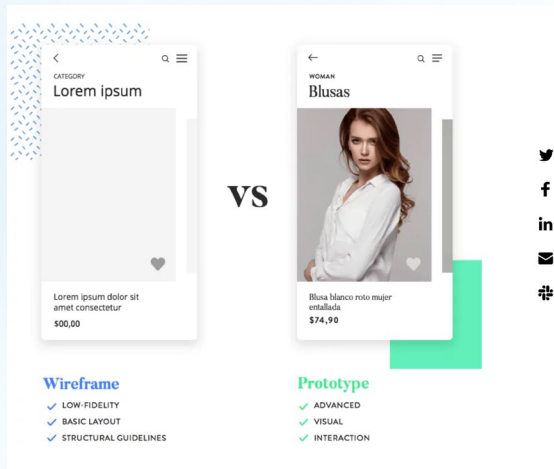 CATEGORY
Lorem ipsum
Lorem ipsum dolor sit
amet consectetur
$00,00
VS
WOMAN
Blusas
Blusa blanco roto mujer
entallada
$74,90
Wireframe
LOW-FIDELITY
BASIC LAYOUT
STRUCTURAL GUIDELINES
Prototype
ADVANCED
VISUAL
INTERACTION